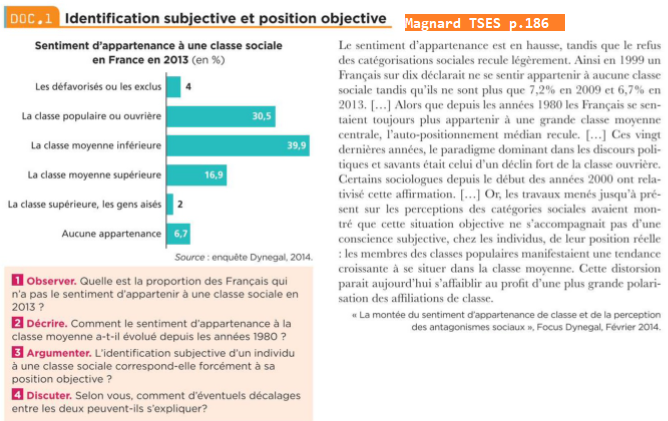 DOC.1 Identification subjective et position objective
Magnard TSES p.186
Sentiment d'appartenance à une classe sociale
en France en 2013 (en %)
Les défavorisés ou les exclus 4
La classe populaire ou ouvrière 30,5
La classe moyenne inférieure 39,9
La classe moyenne supérieure 16,9
La classe supérieure, les gens aisés 2
Aucune appartenance 6,7
Source : enquête Dynegal, 2014.
1 Observer. Quelle est la proportion des Français qui
n'a pas le sentiment d'appartenir à une classe sociale en
2013 ?
2 Décrire. Comment le sentiment d'appartenance à la
classe moyenne a-t-il évolué depuis les années 1980 ?
3 Argumenter. L'identification subjective d'un individu
à une classe sociale correspond-elle forcément à sa
position objective ?
4 Discuter. Selon vous, comment d'éventuels décalages
entre les deux peuvent-ils s'expliquer?
Le sentiment d'appartenance est en hausse, tandis que le refus
des catégorisations sociales recule légèrement. Ainsi en 1999 un
Français sur dix déclarait ne se sentir appartenir à aucune classe
sociale tandis qu'ils ne sont plus que 7,2% en 2009 et 6,7% en
2013. [...] Alors que depuis les années 1980 les Français se sen-
taient toujours plus appartenir à une grande classe moyenne
centrale, l'auto-positionnement médian recule. [...] Ces vingt
dernières années, le paradigme dominant dans les discours poli-
tiques et savants était celui d'un déclin fort de la classe ouvrière.
Certains sociologues depuis le début des années 2000 ont rela-
tivisé cette affirmation. [...] Or, les travaux menés jusqu'à pré-
sent sur les perceptions des catégories sociales avaient mon-
tré que cette situation objective ne s'accompagnait pas d'une
conscience subjective, chez les individus, de leur position réelle
: les membres des classes populaires manifestaient une tendance
croissante à se situer dans la classe moyenne. Cette distorsion
parait aujourd'hui s'affaiblir au profit d'une plus grande polari-
sation des affiliations de classe.
« La montée du sentiment d'appartenance de classe et de la perception
des antagonismes sociaux », Focus Dynegal, Février 2014.